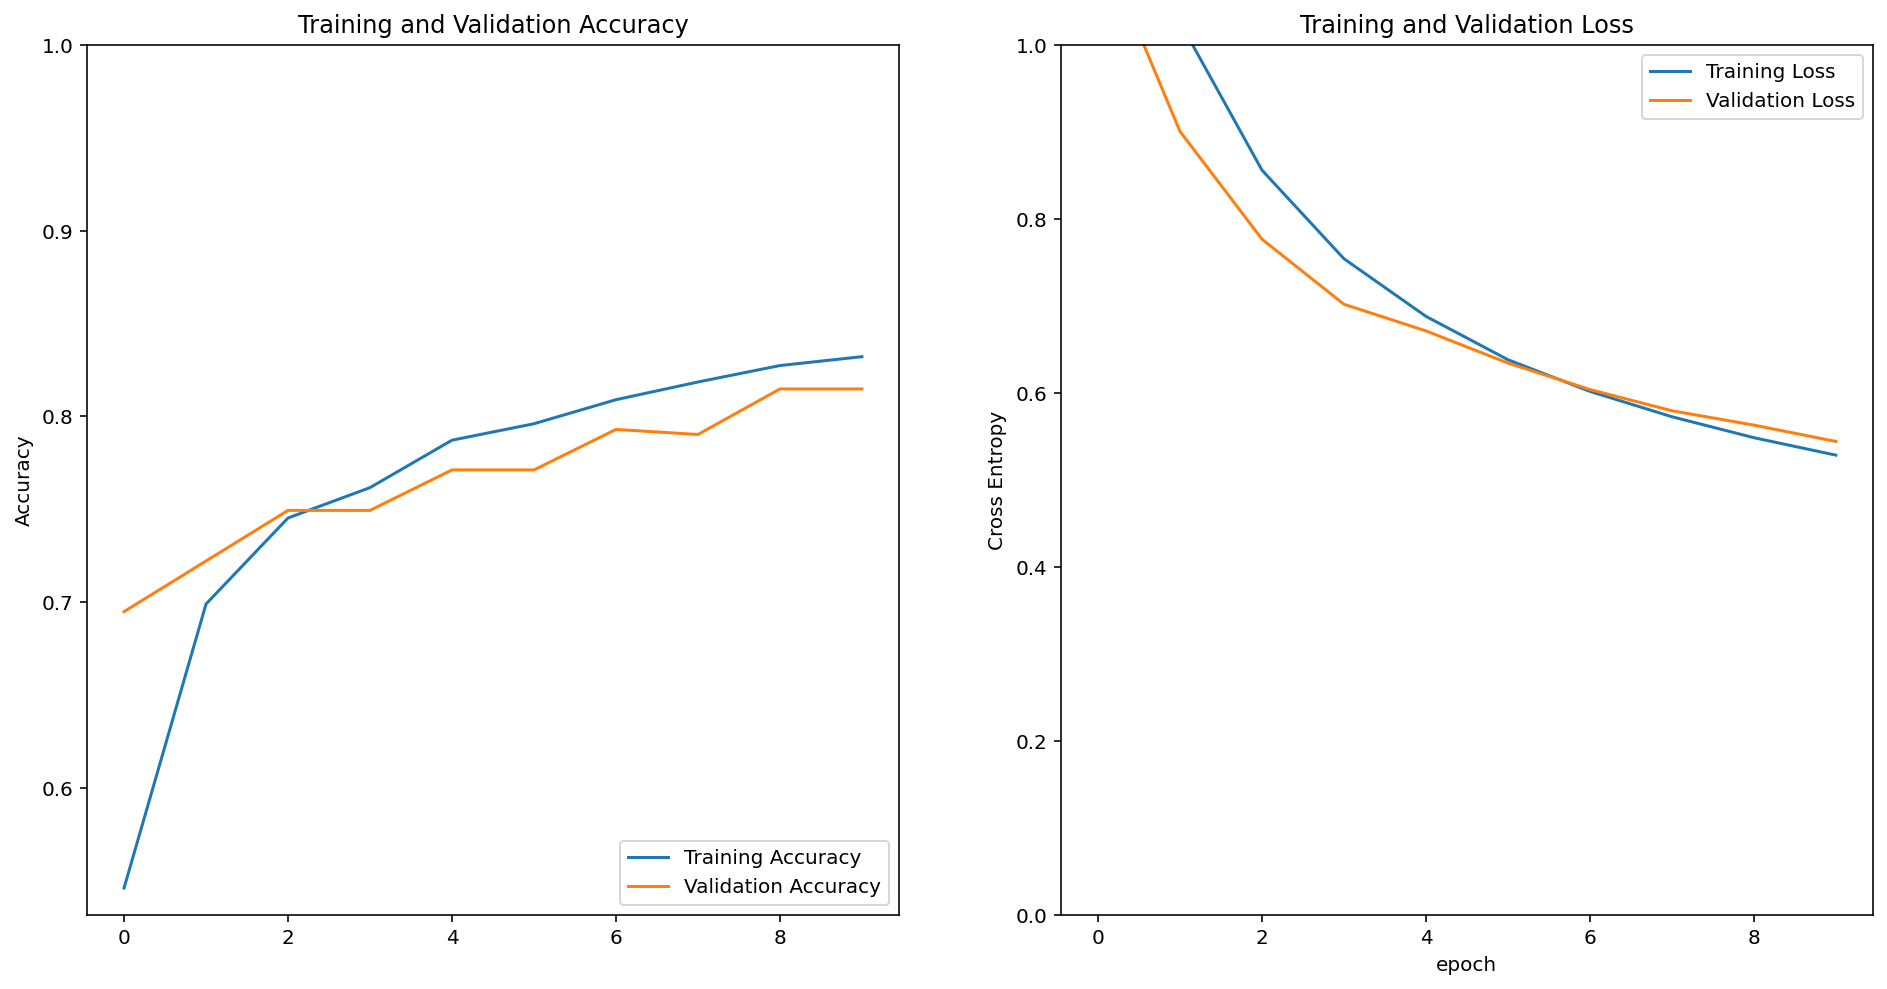 Training and Validation Accuracy
1.0
0.9
0.8
0.7
0.6
Accuracy
0 2 4 6 8
Training Accuracy
Validation Accuracy
Training and Validation Loss
1.0
0.8
0.6
0.4
0.2
0.0
Cross Entropy
0 2 4 6 8
epoch
Training Loss
Validation Loss